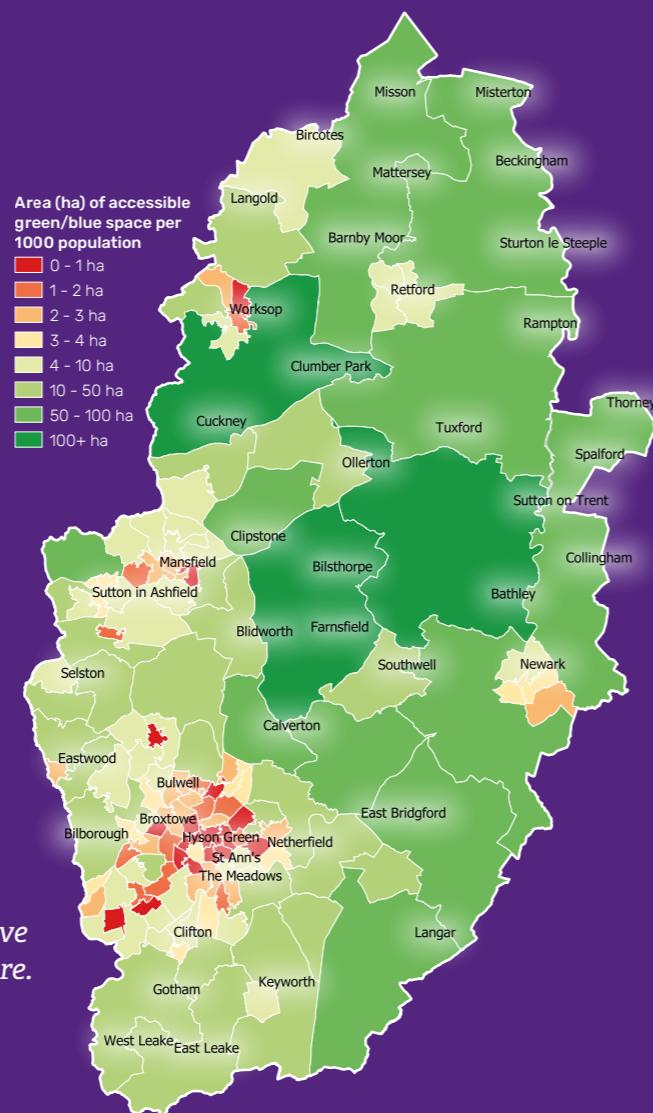 Misson
Misterton
Bircotes
Mattersey
Beckingham
Langold
Area (ha) of accessible
green/blue space per
1000 population
0 - 1 ha
1 - 2 ha
2 - 3 ha
3 - 4 ha
4 - 10 ha
10 - 50 ha
50 - 100 ha
100+ ha
Barnby Moor
Sturton le Steeple
Retford
Worksop
Rampton
Clumber Park
Thorney
Cuckney
Tuxford
Spalford
Ollerton
Sutton on Trent
Clipstone
Collingham
Mansfield
Bilsthorpe
Sutton in Ashfield
Bathley
Blidworth
Farnsfield
Southwell
Newark
Selston
Calverton
Eastwood
Bulwell
East Bridgford
Broxtowe
Bilborough
Hyson Green
Netherfield
St Ann's
The Meadows
Clifton
Langar
ve
re.
Keyworth
Gotham
West Leake
East Leake